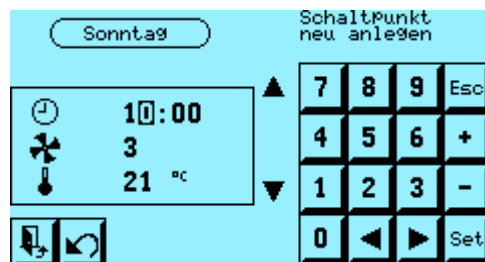 Sonntag
Schaltpunkt
neu anlegen
10:00
3
21 °C
7 8 9 Esc
4 5 6 +
1 2 3 -
0 Set